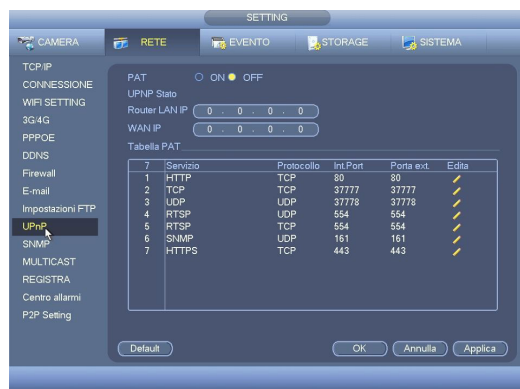 SETTING
CAMERA RETE EVENTO STORAGE SISTEMA
TCP/IP
CONNESSIONE
WIFI SETTING
3G/4G
PPPOE
DDNS
Firewall
E-mail
Impostazioni FTP
UPnP
SNMP
MULTICAST
REGISTRA
Centro allarmi
P2P Setting
PAT ON OFF
UPNP Stato
Router LAN IP 0 . 0 . 0 . 0
WAN IP 0 . 0 . 0 . 0
Tabella PAT
7 Servizio Protocollo Int.Port Porta ext. Edita
1 HTTP TCP 80 80
2 TCP TCP 37777 37777
3 UDP UDP 37778 37778
4 RTSP UDP 554 554
5 RTSP TCP 554 554
6 SNMP UDP 161 161
7 HTTPS TCP 443 443
Default OK Annulla Applica